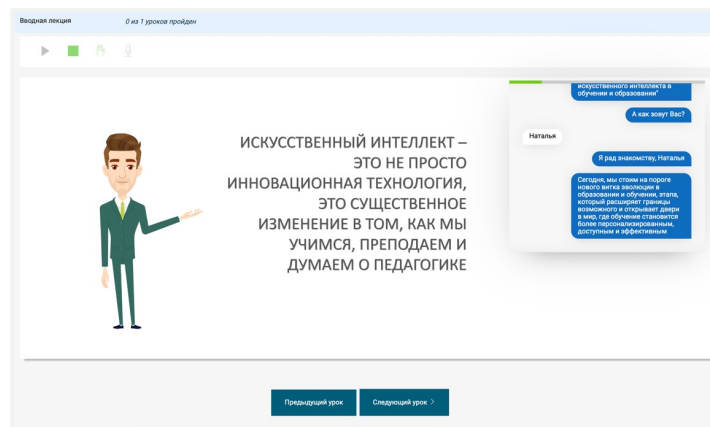 Вводная лекция
0 из 1 уроков пройден
ИСКУССТВЕННЫЙ ИНТЕЛЛЕКТ –
ЭТО НЕ ПРОСТО
ИННОВАЦИОННАЯ ТЕХНОЛОГИЯ,
ЭТО СУЩЕСТВЕННОЕ
ИЗМЕНЕНИЕ В ТОМ, КАК МЫ
УЧИМСЯ, ПРЕПОДАЕМ И
ДУМАЕМ О ПЕДАГОГИКЕ
искусственного интеллекта в
обучении и образовании"
А как зовут Вас?
Наталья
Я рад знакомству, Наталья
Сегодня, мы стоим на пороге
нового витка эволюции в
образовании и обучении, этапа,
который расширяет границы
возможного и открывает двери
в мир, где обучение становится
более персонализированным,
доступным и эффективным
Предыдущий урок
Следующий урок >